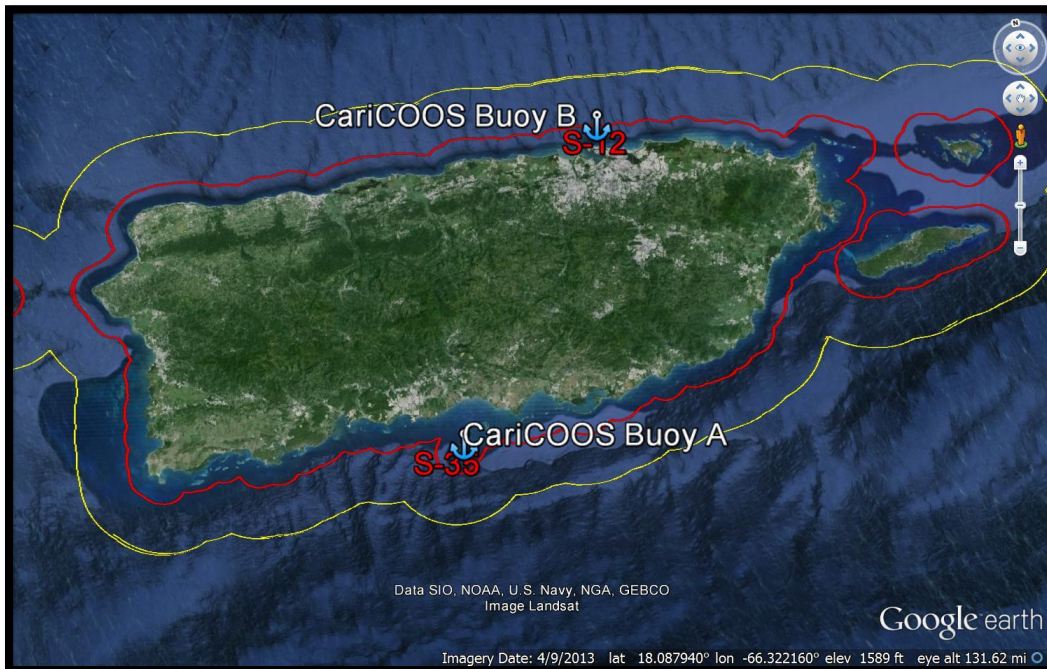 N
CariCOOS Buoy B
S-12
CariCOOS Buoy A
S-35
Data SIO, NOAA, U.S. Navy, NGA, GEBCO
Image Landsat
Google earth
Imagery Date: 4/9/2013 lat 18.087940° lon -66.322160° elev 1589 ft eye alt 131.62 mi